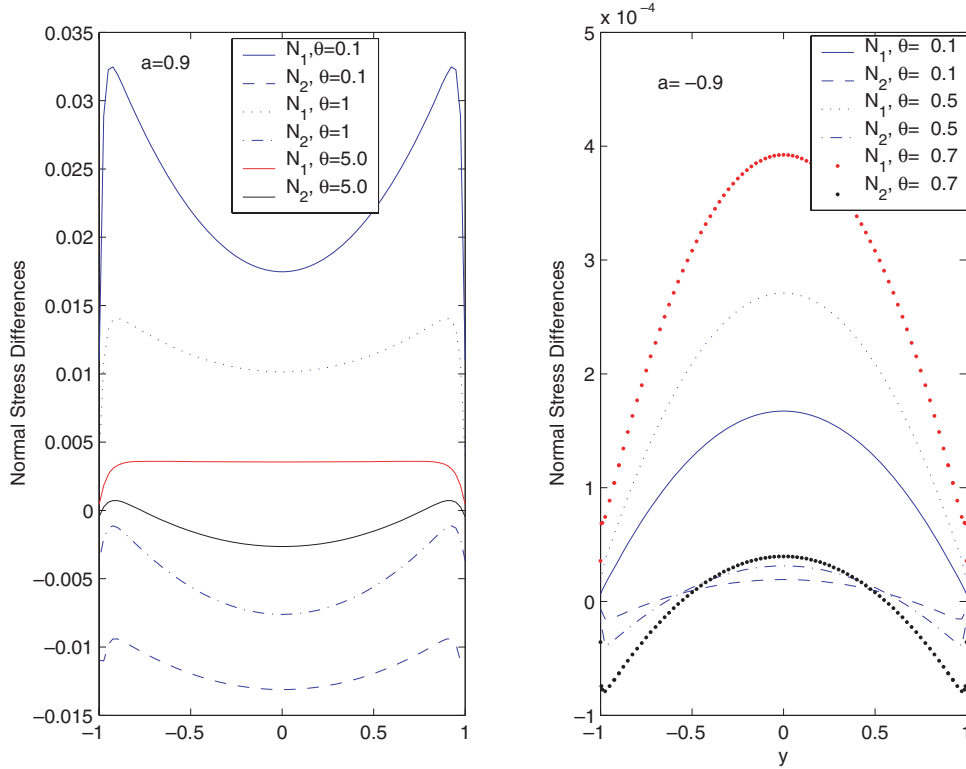 a=0.9
N1,θ=0.1
N2, θ=0.1
N1, θ=1
N2, θ=1
N1, θ=5.0
N2, θ=5.0
Normal Stress Differences
0.035
0.03
0.025
0.02
0.015
0.01
0.005
0
−0.005
−0.01
−0.015
−1
−0.5
0
0.5
1
x 10−4
a= −0.9
N1, θ= 0.1
N2, θ= 0.1
N1, θ= 0.5
N2, θ= 0.5
N1, θ= 0.7
N2, θ= 0.7
Normal Stress Differences
5
4
3
2
1
0
−1
−1
−0.5
0
0.5
1
y